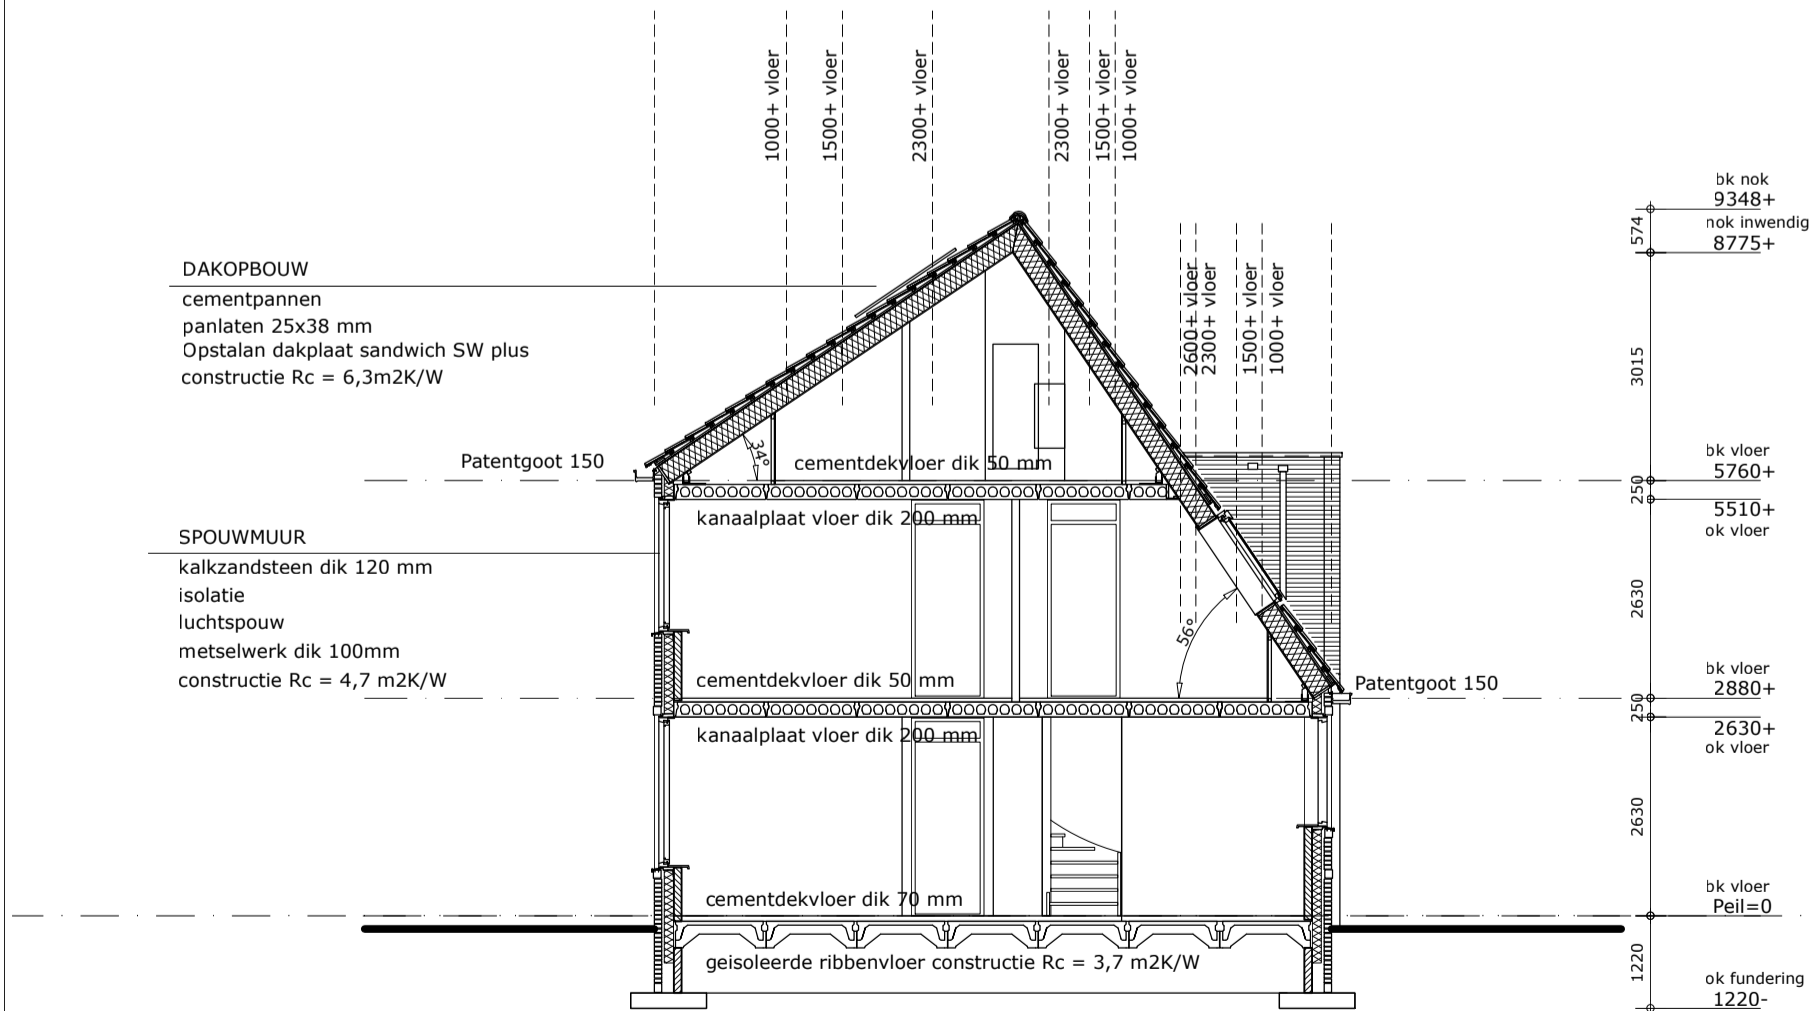 1000+ vloer
1500+ vloer
2300+ vloer
2300+ vloer
1500+ vloer
1000+ vloer
2600+ vloer
2300+ vloer
1500+ vloer
1000+ vloer
DAKOPBOUW
cementpannen
panlaten 25x38 mm
Opstalan dakplaat sandwich SW plus
constructie Rc = 6,3m2K/W
Patentgoot 150
34°
cementdekvloer dik 50 mm
kanaalplaat vloer dik 200 mm
SPOUWMUUR
kalkzandsteen dik 120 mm
isolatie
luchtspouw
metselwerk dik 100mm
constructie Rc = 4,7 m2K/W
56°
cementdekvloer dik 50 mm
Patentgoot 150
kanaalplaat vloer dik 200 mm
cementdekvloer dik 70 mm
geisoleerde ribbenvloer constructie Rc = 3,7 m2K/W
bk nok
9348+
574
nok inwendig
8775+
3015
bk vloer
5760+
250
5510+
ok vloer
2630
bk vloer
2880+
250
2630+
ok vloer
2630
bk vloer
Peil=0
1220
ok fundering
1220-